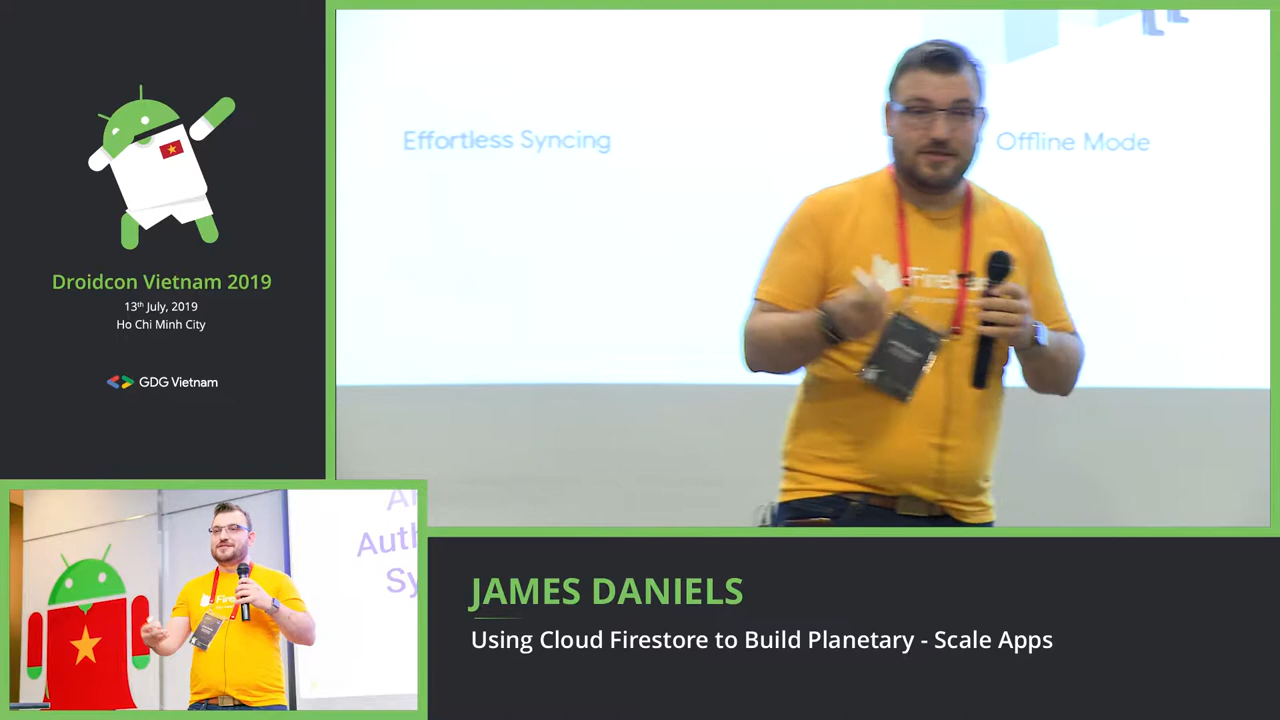 Droidcon Vietnam 2019
13th July, 2019
Ho Chi Minh City
GDG Vietnam
Effortless Syncing
Offline Mode
JAMES DANIELS
Using Cloud Firestore to Build Planetary - Scale Apps